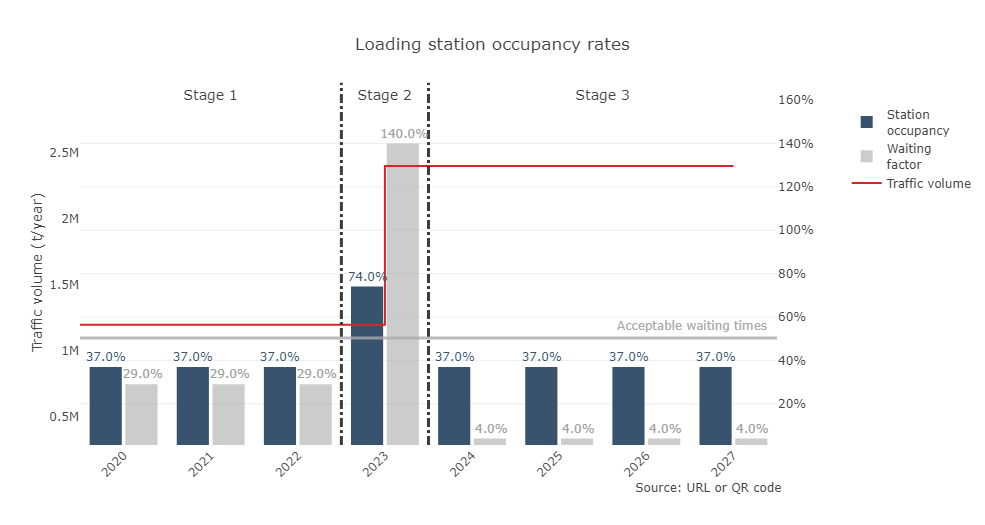 Loading station occupancy rates
Stage 1
Stage 2
Stage 3
Station
occupancy
Waiting
factor
Traffic volume
Traffic volume (t/year)
2.5M
2M
1.5M
1M
0.5M
160%
140%
120%
100%
80%
60%
40%
20%
Acceptable waiting times
37.0%
29.0%
37.0%
29.0%
37.0%
29.0%
74.0%
140.0%
37.0%
4.0%
37.0%
4.0%
37.0%
4.0%
37.0%
4.0%
2020
2021
2022
2023
2024
2025
2026
2027
Source: URL or QR code